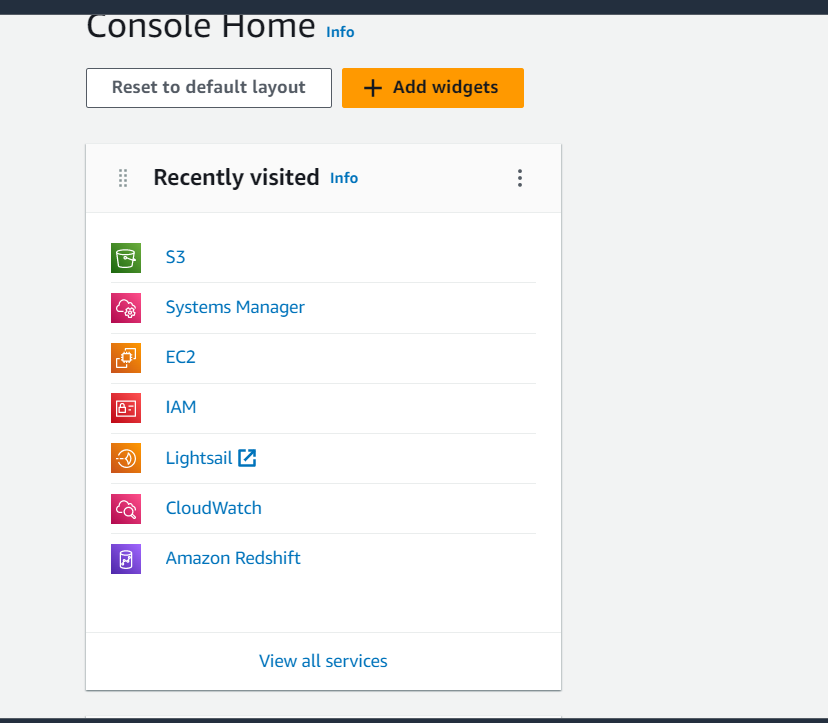 Console Home Info
Reset to default layout
Add widgets
Recently visited Info
S3
Systems Manager
EC2
IAM
Lightsail
CloudWatch
Amazon Redshift
View all services